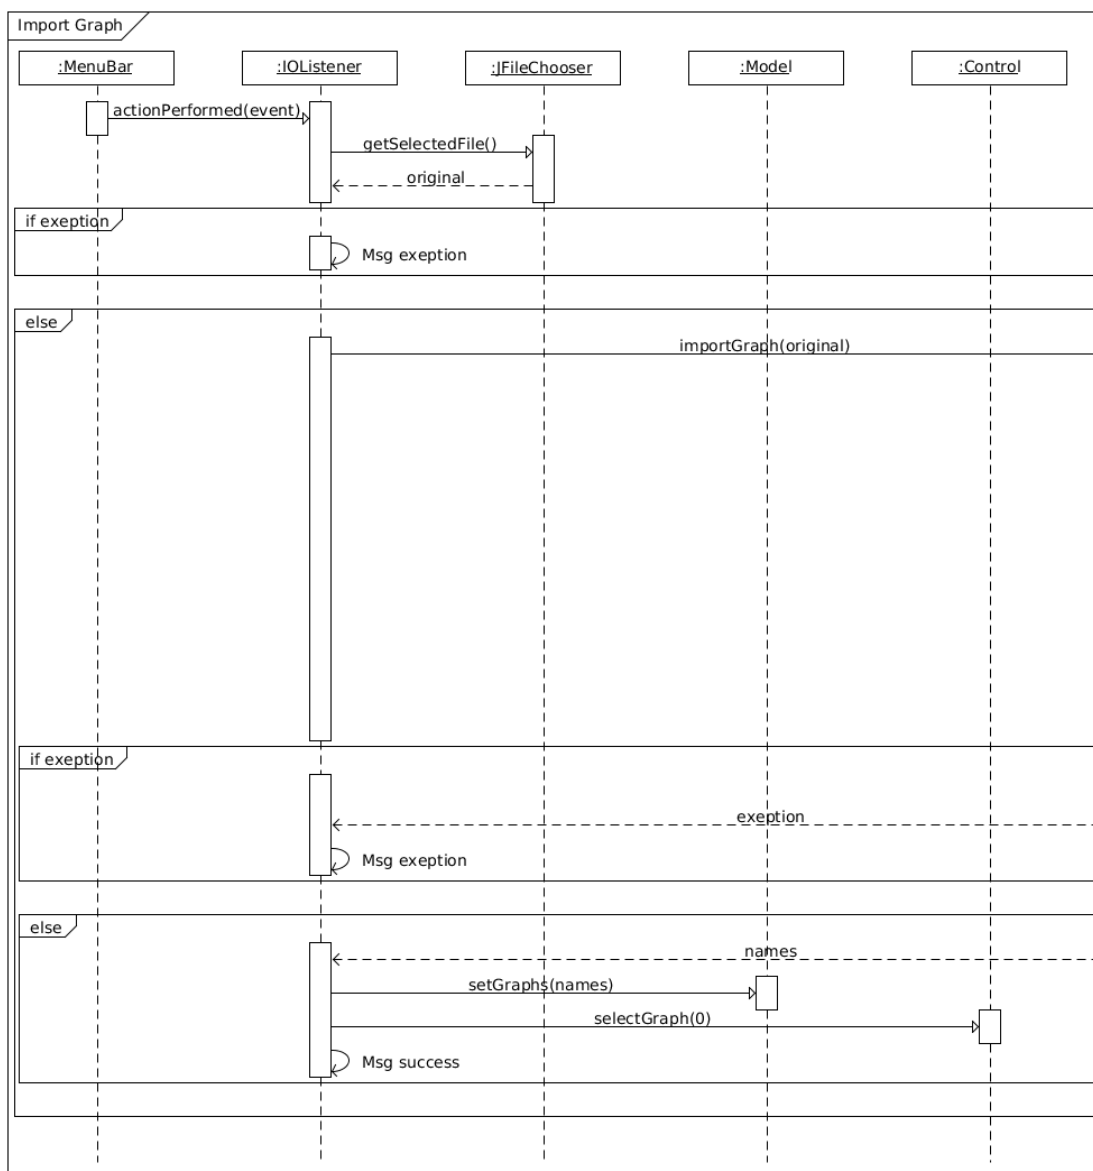 Import Graph
:MenuBar
:IOListener
:JFileChooser
:Model
:Control
actionPerformed(event)
getSelectedFile()
original
if exeption
Msg exeption
else
importGraph(original)
if exeption
exeption
Msg exeption
else
names
setGraphs(names)
selectGraph(0)
Msg success